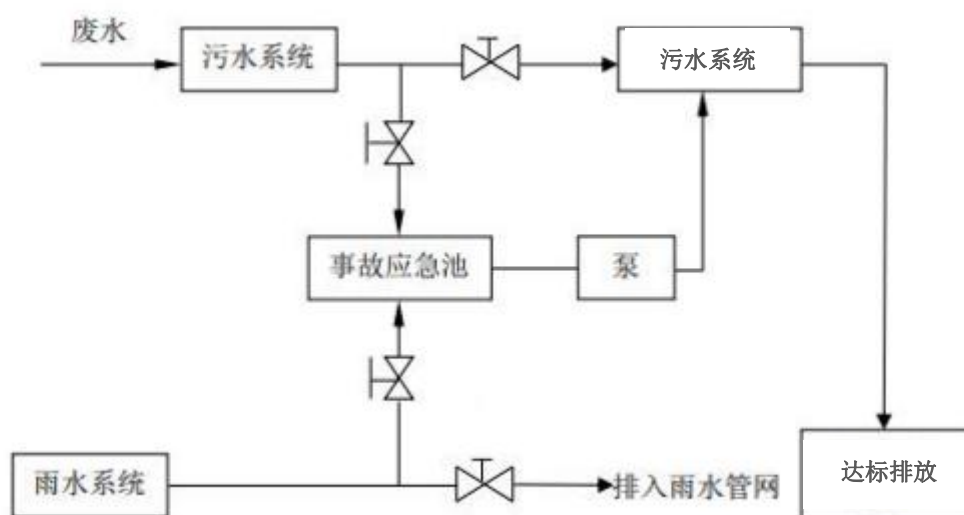 废水
污水系统
污水系统
事故应急池
泵
雨水系统
排入雨水管网
达标排放